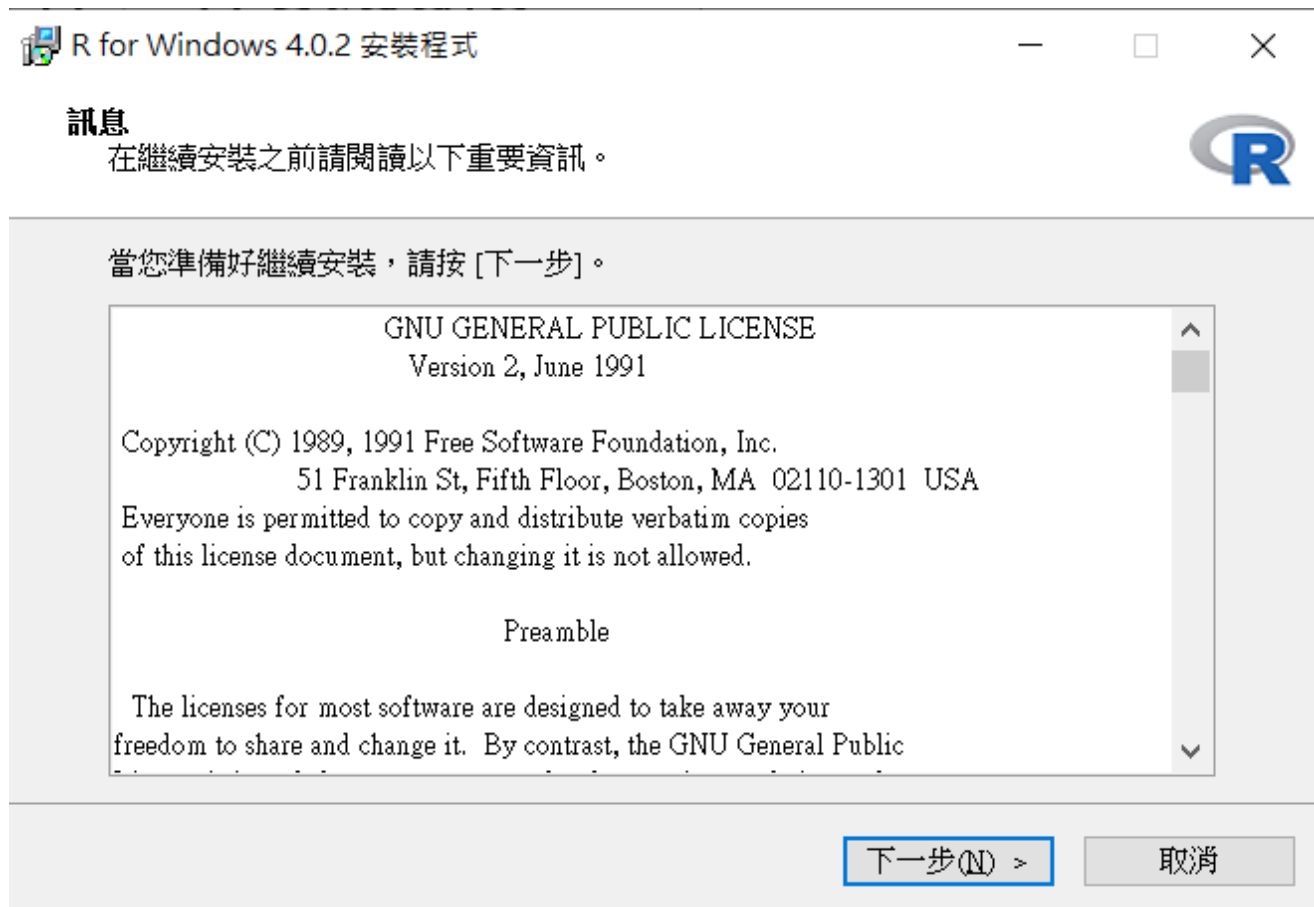 R for Windows 4.0.2 安裝程式
訊息
在繼續安裝之前請閱讀以下重要資訊。
R
當您準備好繼續安裝，請按 [下一步]。
GNU GENERAL PUBLIC LICENSE
Version 2, June 1991
Copyright (C) 1989, 1991 Free Software Foundation, Inc.
51 Franklin St, Fifth Floor, Boston, MA  02110-1301  USA
Everyone is permitted to copy and distribute verbatim copies
of this license document, but changing it is not allowed.
Preamble
The licenses for most software are designed to take away your
freedom to share and change it.  By contrast, the GNU General Public
下一步(N) >
取消